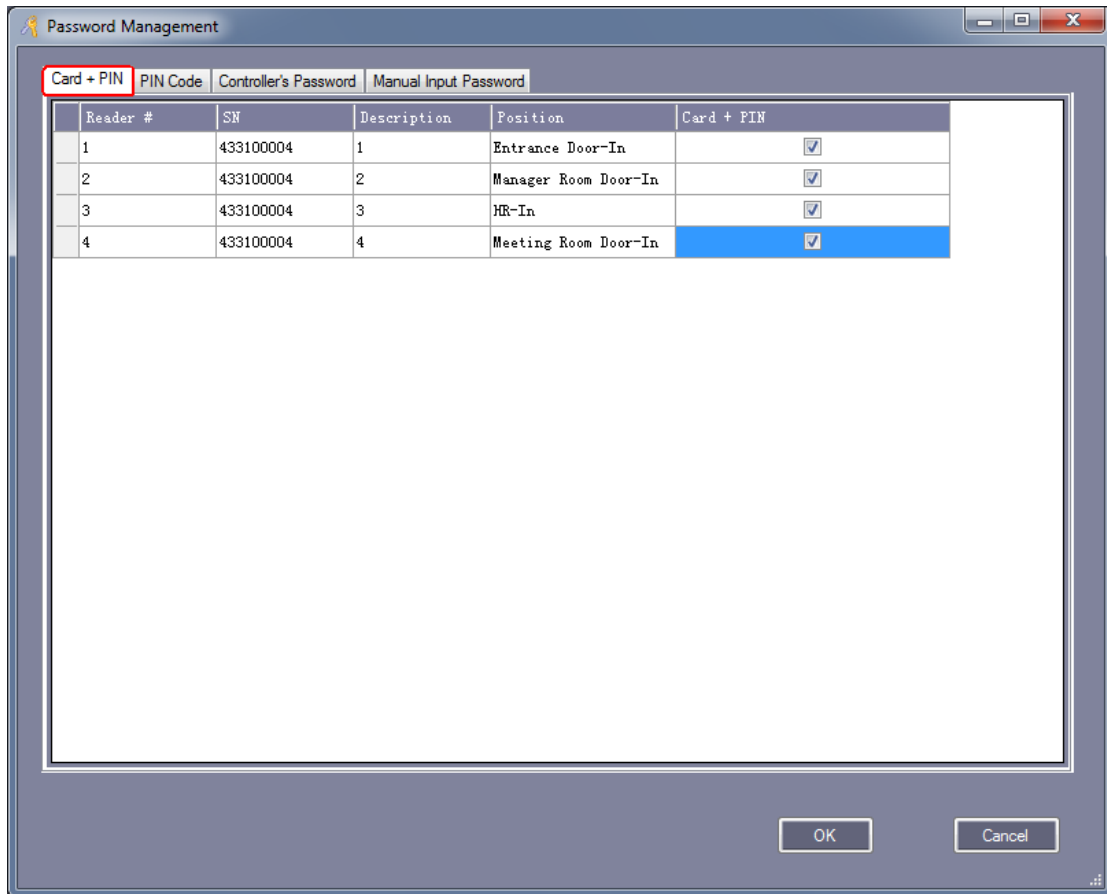 Password Management
Card + PIN PIN Code Controller's Password Manual Input Password
Reader # SN Description Position Card + PIN
1 433100004 1 Entrance Door-In
2 433100004 2 Manager Room Door-In
3 433100004 3 HR-In
4 433100004 4 Meeting Room Door-In
OK Cancel